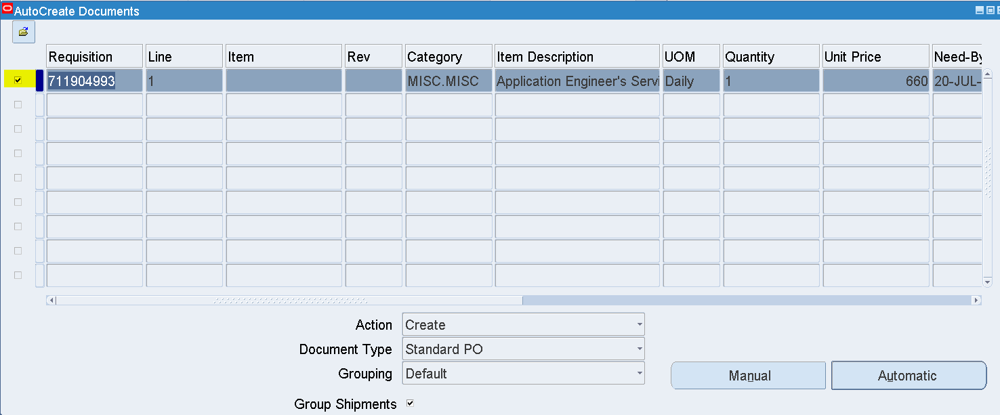 AutoCreate Documents
Requisition Line Item Rev Category Item Description UOM Quantity Unit Price Need-By
711904993 1 MISC.MISC Application Engineer's Servi Daily 1 660 20-JUL-
Action Create
Document Type Standard PO
Grouping Default
Manual Automatic
Group Shipments